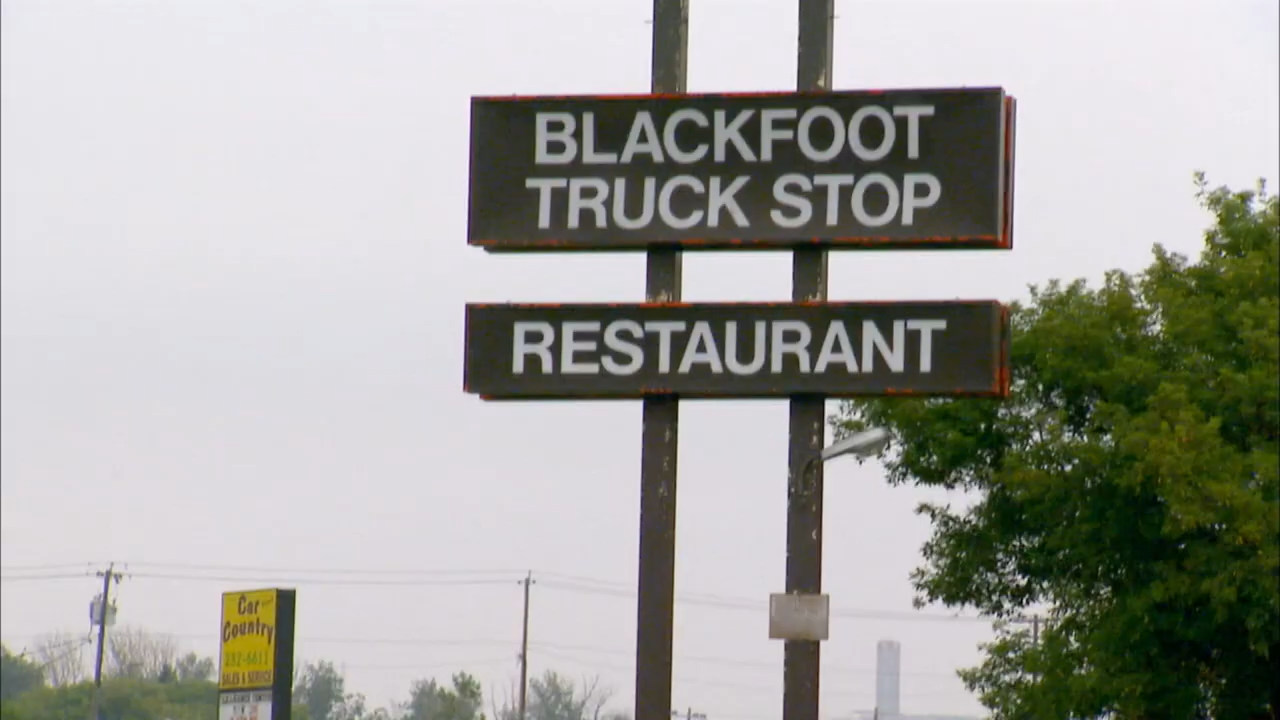 BLACKFOOT
TRUCK STOP
RESTAURANT
Car
Country
232-6611
SALES & SERVICE